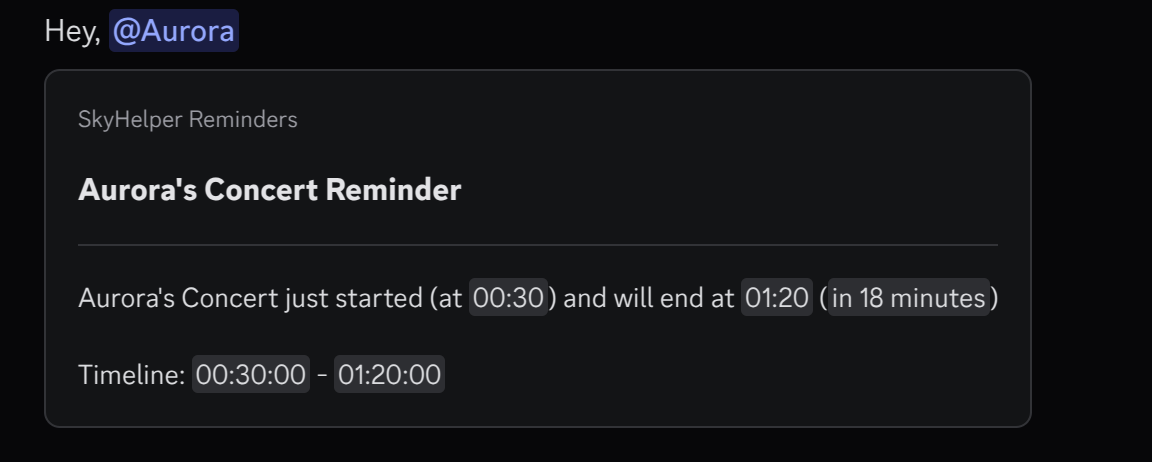 Hey, @Aurora
SkyHelper Reminders
Aurora's Concert Reminder
Aurora's Concert just started (at 00:30) and will end at 01:20 (in 18 minutes)
Timeline: 00:30:00 - 01:20:00